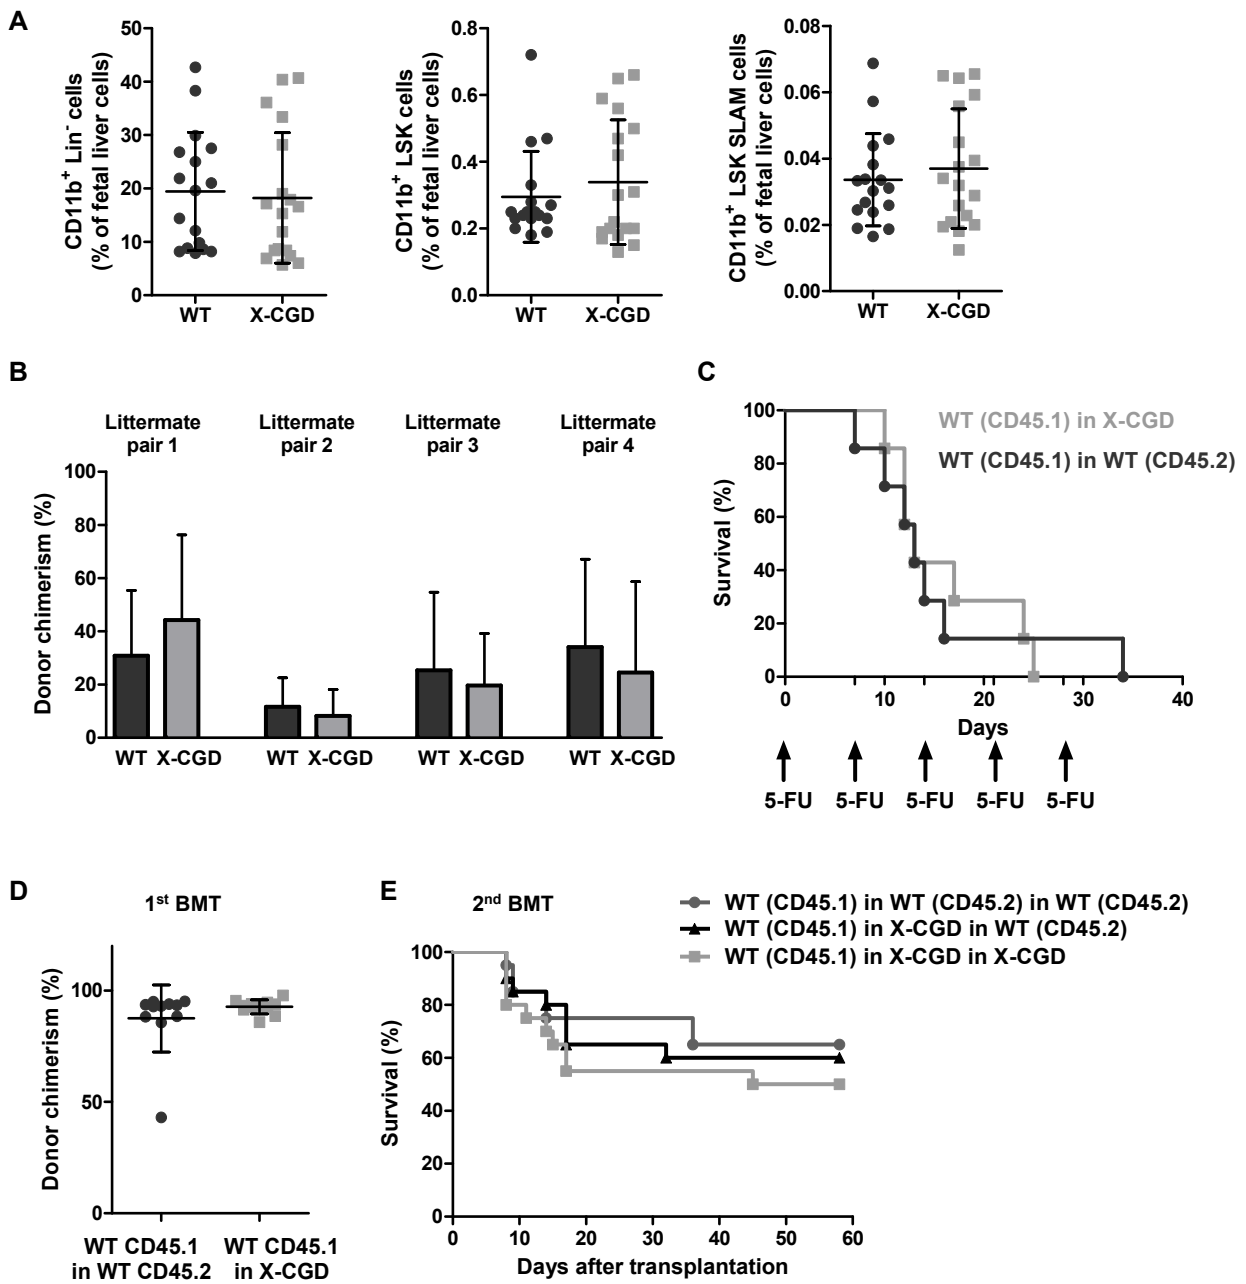 A
CD11b⁺ Lin⁻ cells
(% of fetal liver cells)
50
40
30
20
10
0
WT X-CGD
CD11b⁺ LSK cells
(% of fetal liver cells)
0.8
0.6
0.4
0.2
0.0
WT X-CGD
CD11b⁺ LSK SLAM cells
(% of fetal liver cells)
0.08
0.06
0.04
0.02
0.00
WT X-CGD
B
Littermate
pair 1
Littermate
pair 2
Littermate
pair 3
Littermate
pair 4
Donor chimerism (%)
100
80
60
40
20
0
WT X-CGD WT X-CGD WT X-CGD WT X-CGD
C
WT (CD45.1) in X-CGD
WT (CD45.1) in WT (CD45.2)
Survival (%)
100
80
60
40
20
0
0 10 20 30 40
Days
5-FU 5-FU 5-FU 5-FU 5-FU
D
1ˢᵗ BMT
Donor chimerism (%)
100
50
0
WT CD45.1
in WT CD45.2
WT CD45.1
in X-CGD
E
2ⁿᵈ BMT
WT (CD45.1) in WT (CD45.2) in WT (CD45.2)
WT (CD45.1) in X-CGD in WT (CD45.2)
WT (CD45.1) in X-CGD in X-CGD
Survival (%)
100
80
60
40
20
0
0 10 20 30 40 50 60
Days after transplantation